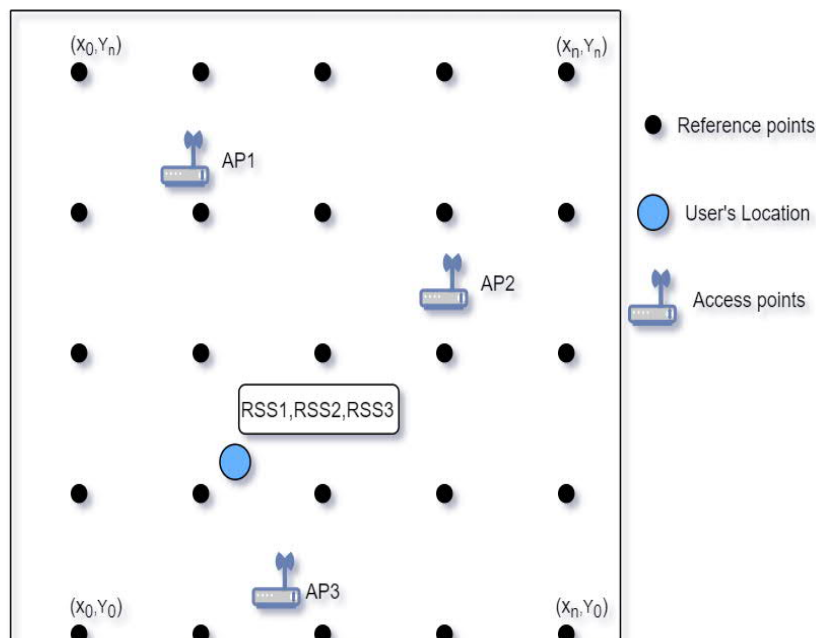 (x₀,Yₙ)
(xₙ,Yₙ)
AP1
Reference points
User's Location
AP2
Access points
RSS1,RSS2,RSS3
AP3
(x₀,Y₀)
(xₙ,Y₀)